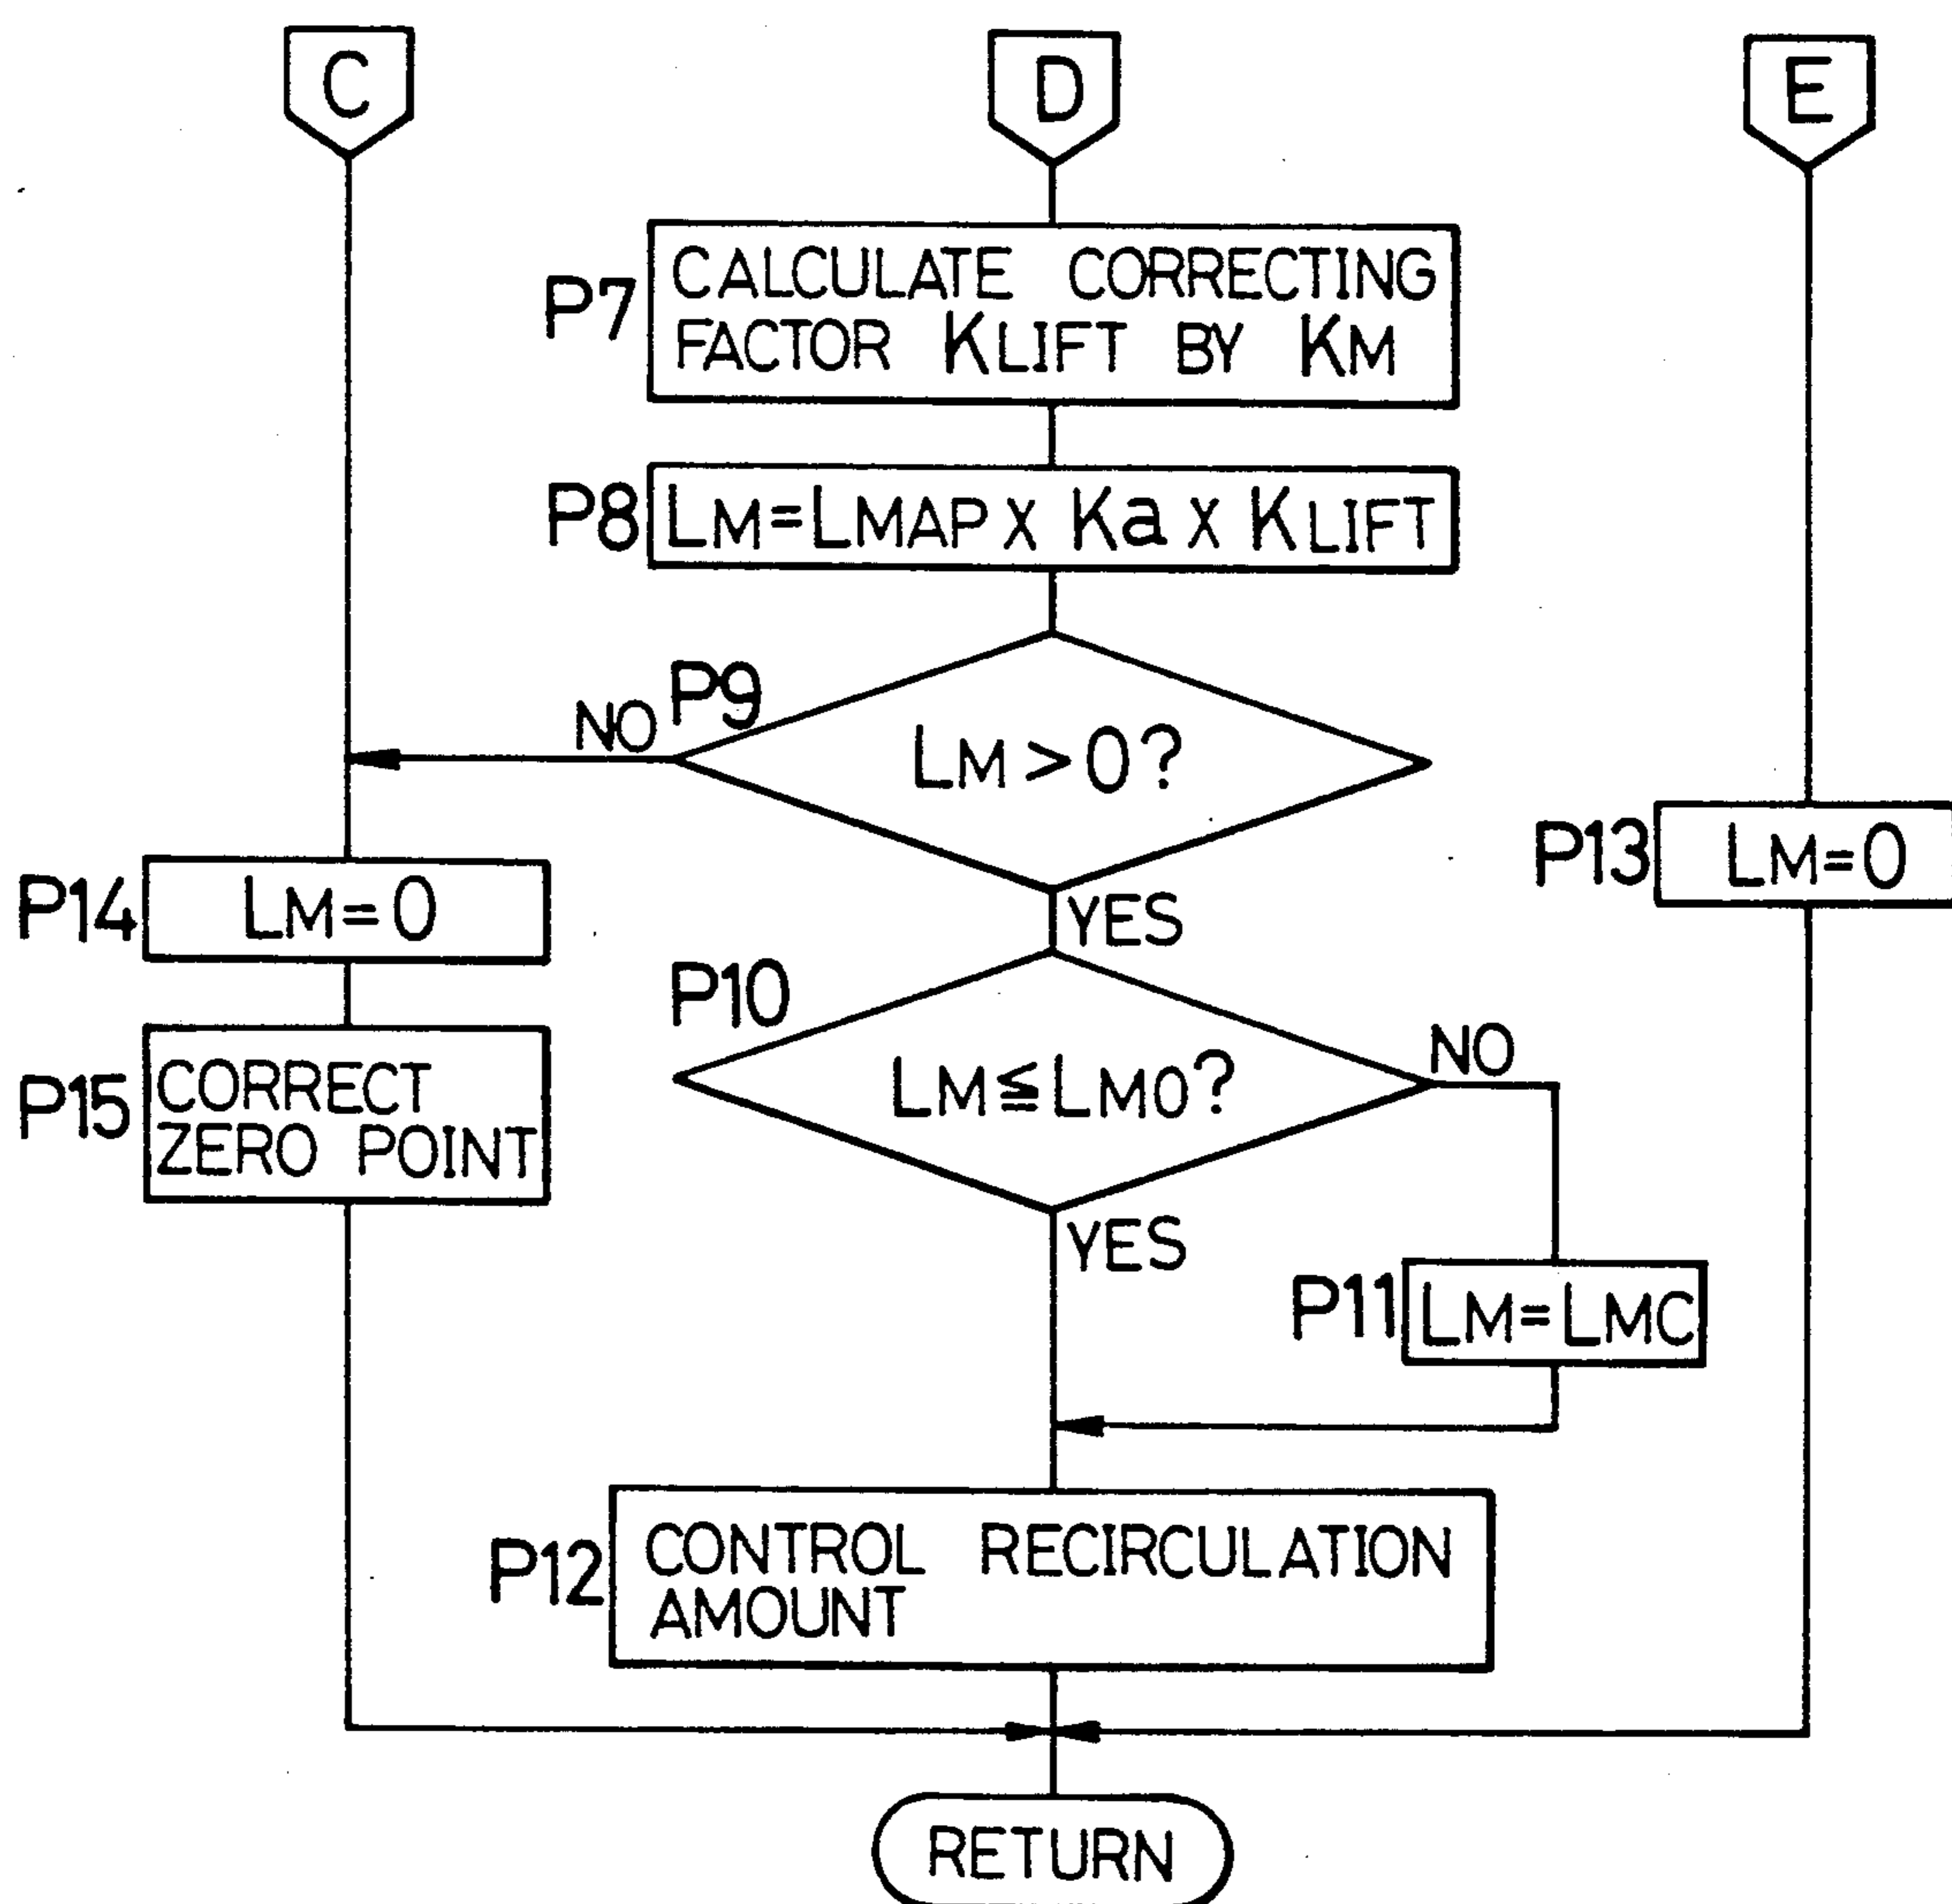 C
D
E
P7
CALCULATE CORRECTING
FACTOR KLIFT BY KM
P8
LM=LMAP x Ka x KLIFT
P9
NO
LM>0?
YES
P13
LM=0
P14
LM=0
P10
LM≦LM0?
NO
YES
P15
CORRECT
ZERO POINT
P11
LM=LMC
P12
CONTROL RECIRCULATION
AMOUNT
RETURN